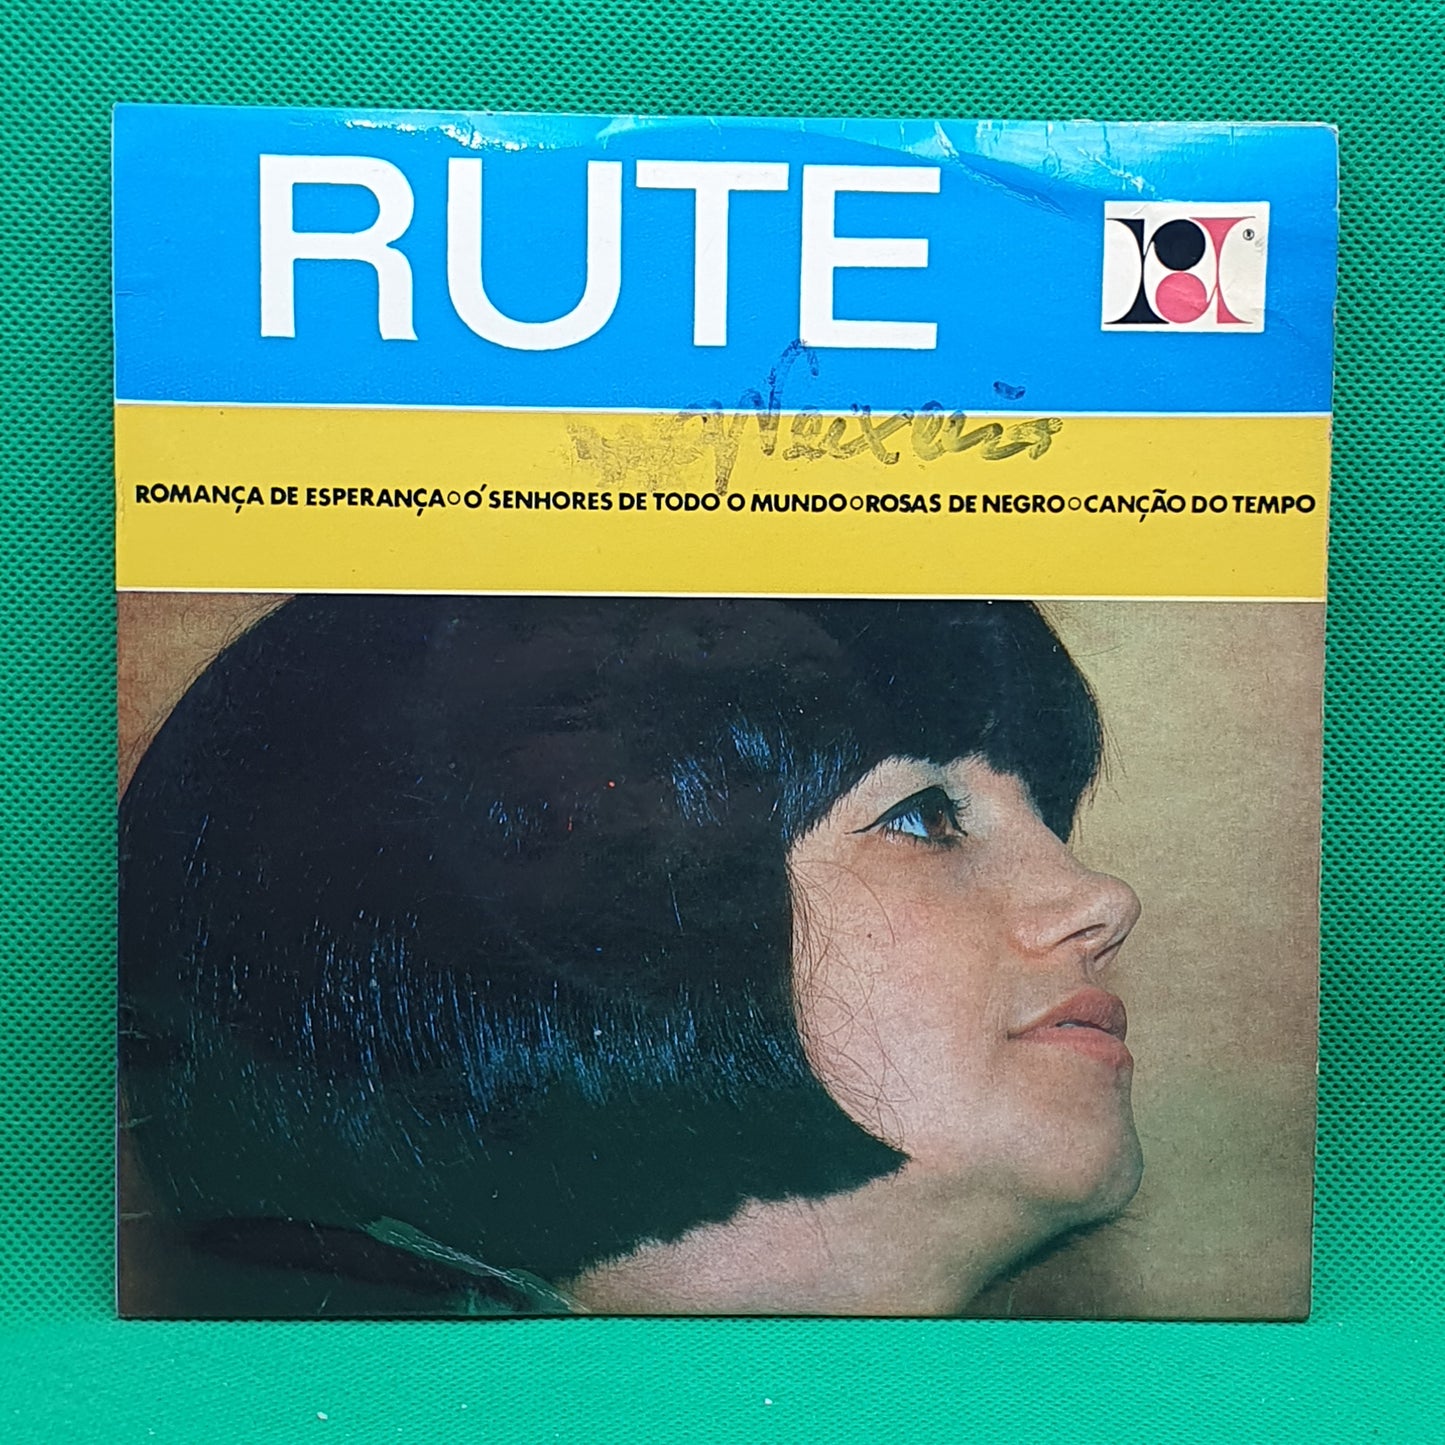 RUTE
ROMANÇA DE ESPERANÇA○Ó SENHORES DE TODO O MUNDO○ROSAS DE NEGRO○CANÇÃO DO TEMPO